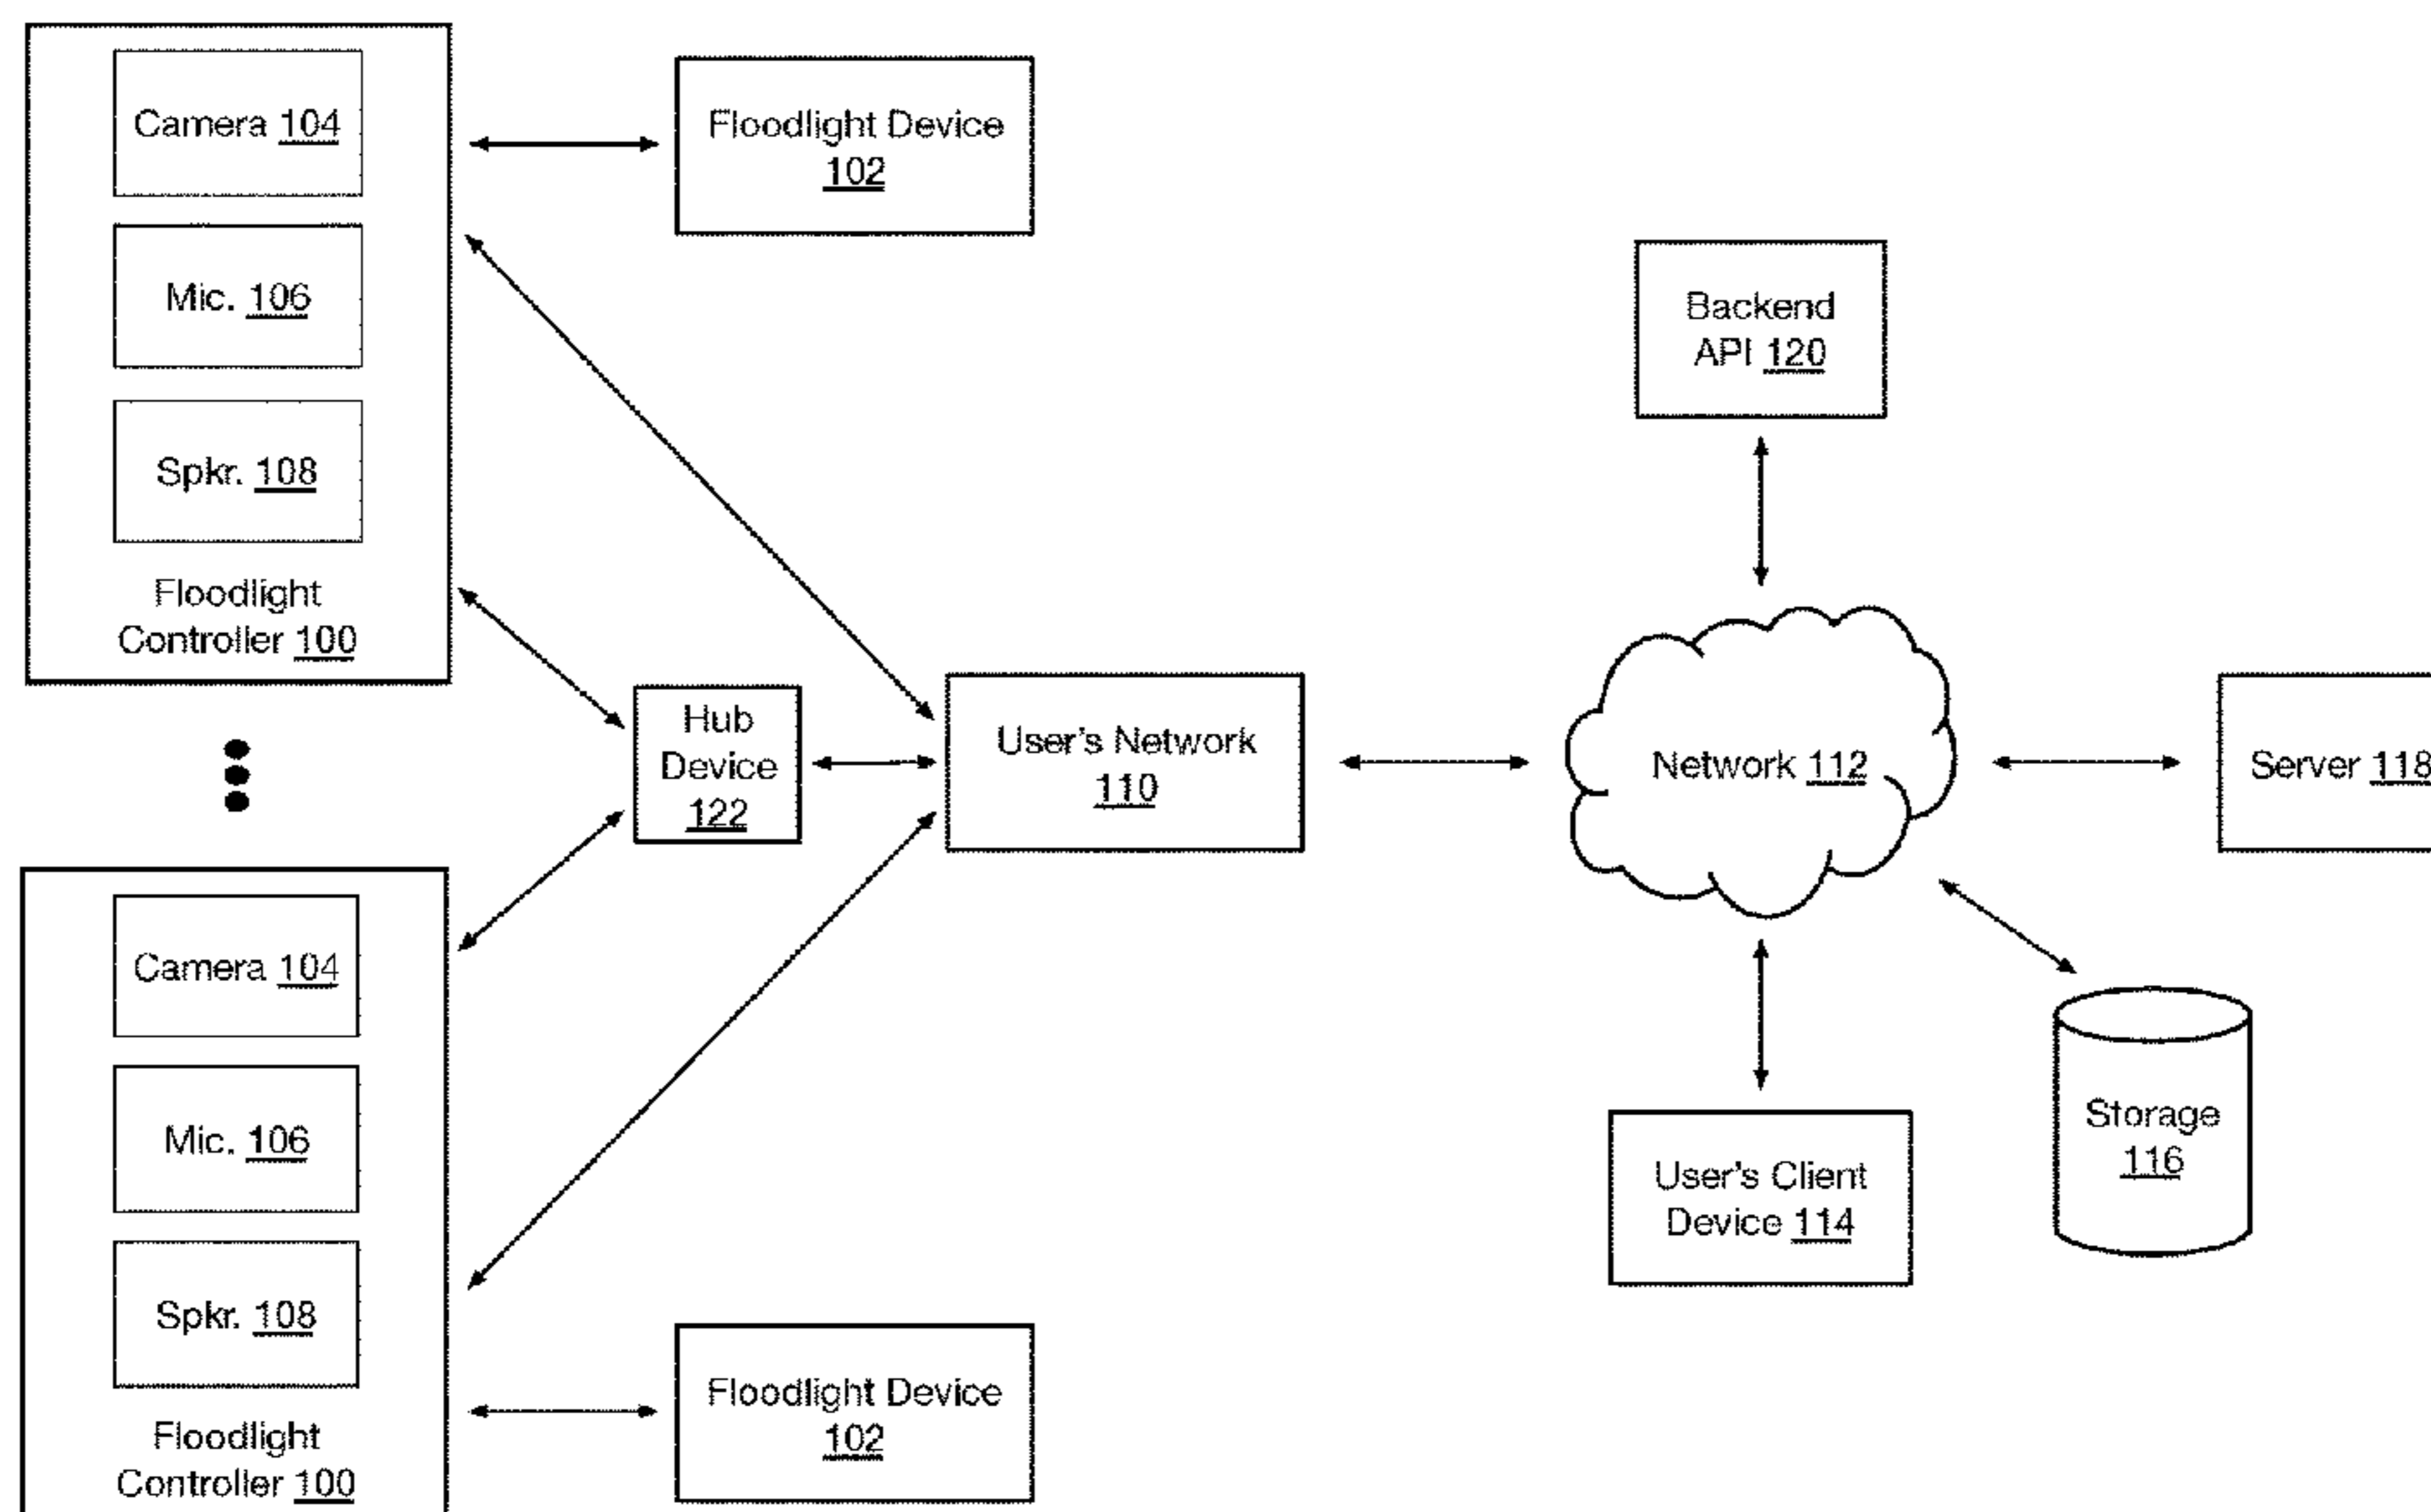 Camera 104
Mic. 106
Spkr. 108
Floodlight
Controller 100
Floodlight Device
102
Backend
API 120
Hub
Device
122
User's Network
110
Network 112
Server 118
Camera 104
Mic. 106
Spkr. 108
Floodlight
Controller 100
Floodlight Device
102
User's Client
Device 114
Storage
116